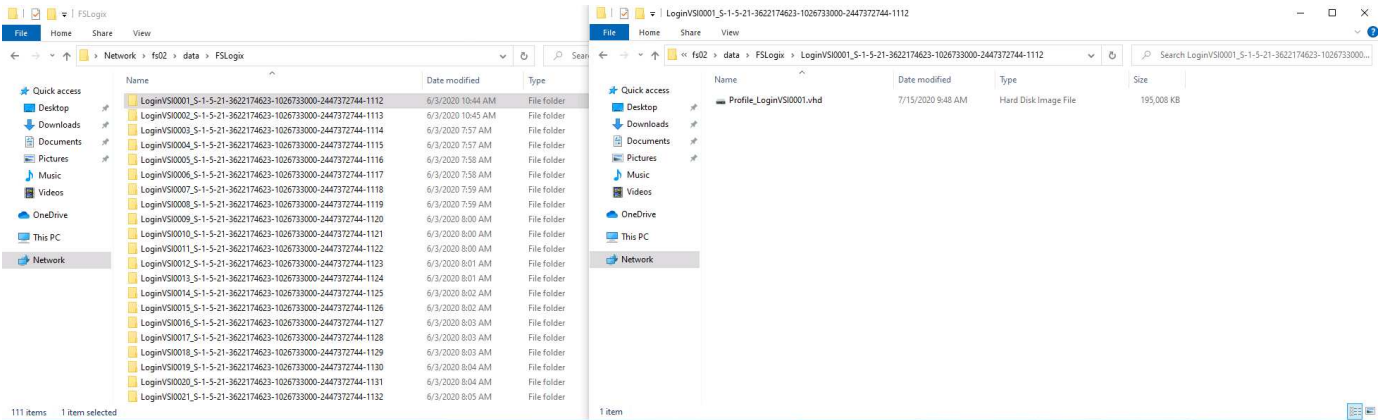 FSLogix
File Home Share View
Network › fs02 › data › FSLogix
Sear
Name Date modified Type
Quick access
Desktop
Downloads
Documents
Pictures
Music
Videos
OneDrive
This PC
Network
LoginVSI0001_S-1-5-21-3622174623-1026733000-2447372744-1112 6/3/2020 10:44 AM File folder
LoginVSI0002_S-1-5-21-3622174623-1026733000-2447372744-1113 6/3/2020 10:45 AM File folder
LoginVSI0003_S-1-5-21-3622174623-1026733000-2447372744-1114 6/3/2020 7:57 AM File folder
LoginVSI0004_S-1-5-21-3622174623-1026733000-2447372744-1115 6/3/2020 7:57 AM File folder
LoginVSI0005_S-1-5-21-3622174623-1026733000-2447372744-1116 6/3/2020 7:58 AM File folder
LoginVSI0006_S-1-5-21-3622174623-1026733000-2447372744-1117 6/3/2020 7:58 AM File folder
LoginVSI0007_S-1-5-21-3622174623-1026733000-2447372744-1118 6/3/2020 7:59 AM File folder
LoginVSI0008_S-1-5-21-3622174623-1026733000-2447372744-1119 6/3/2020 7:59 AM File folder
LoginVSI0009_S-1-5-21-3622174623-1026733000-2447372744-1120 6/3/2020 8:00 AM File folder
LoginVSI0010_S-1-5-21-3622174623-1026733000-2447372744-1121 6/3/2020 8:00 AM File folder
LoginVSI0011_S-1-5-21-3622174623-1026733000-2447372744-1122 6/3/2020 8:00 AM File folder
LoginVSI0012_S-1-5-21-3622174623-1026733000-2447372744-1123 6/3/2020 8:01 AM File folder
LoginVSI0013_S-1-5-21-3622174623-1026733000-2447372744-1124 6/3/2020 8:01 AM File folder
LoginVSI0014_S-1-5-21-3622174623-1026733000-2447372744-1125 6/3/2020 8:02 AM File folder
LoginVSI0015_S-1-5-21-3622174623-1026733000-2447372744-1126 6/3/2020 8:02 AM File folder
LoginVSI0016_S-1-5-21-3622174623-1026733000-2447372744-1127 6/3/2020 8:03 AM File folder
LoginVSI0017_S-1-5-21-3622174623-1026733000-2447372744-1128 6/3/2020 8:03 AM File folder
LoginVSI0018_S-1-5-21-3622174623-1026733000-2447372744-1129 6/3/2020 8:03 AM File folder
LoginVSI0019_S-1-5-21-3622174623-1026733000-2447372744-1130 6/3/2020 8:04 AM File folder
LoginVSI0020_S-1-5-21-3622174623-1026733000-2447372744-1131 6/3/2020 8:04 AM File folder
LoginVSI0021_S-1-5-21-3622174623-1026733000-2447372744-1132 6/3/2020 8:05 AM File folder
111 items 1 item selected
LoginVSI0001_S-1-5-21-3622174623-1026733000-2447372744-1112
File Home Share View
« fs02 › data › FSLogix › LoginVSI0001_S-1-5-21-3622174623-1026733000-2447372744-1112
Search LoginVSI0001_S-1-5-21-3622174623-1026733000...
Name Date modified Type Size
Quick access
Desktop
Downloads
Documents
Pictures
Music
Videos
OneDrive
This PC
Network
Profile_LoginVSI0001.vhd 7/15/2020 9:48 AM Hard Disk Image File 195,008 KB
1 item